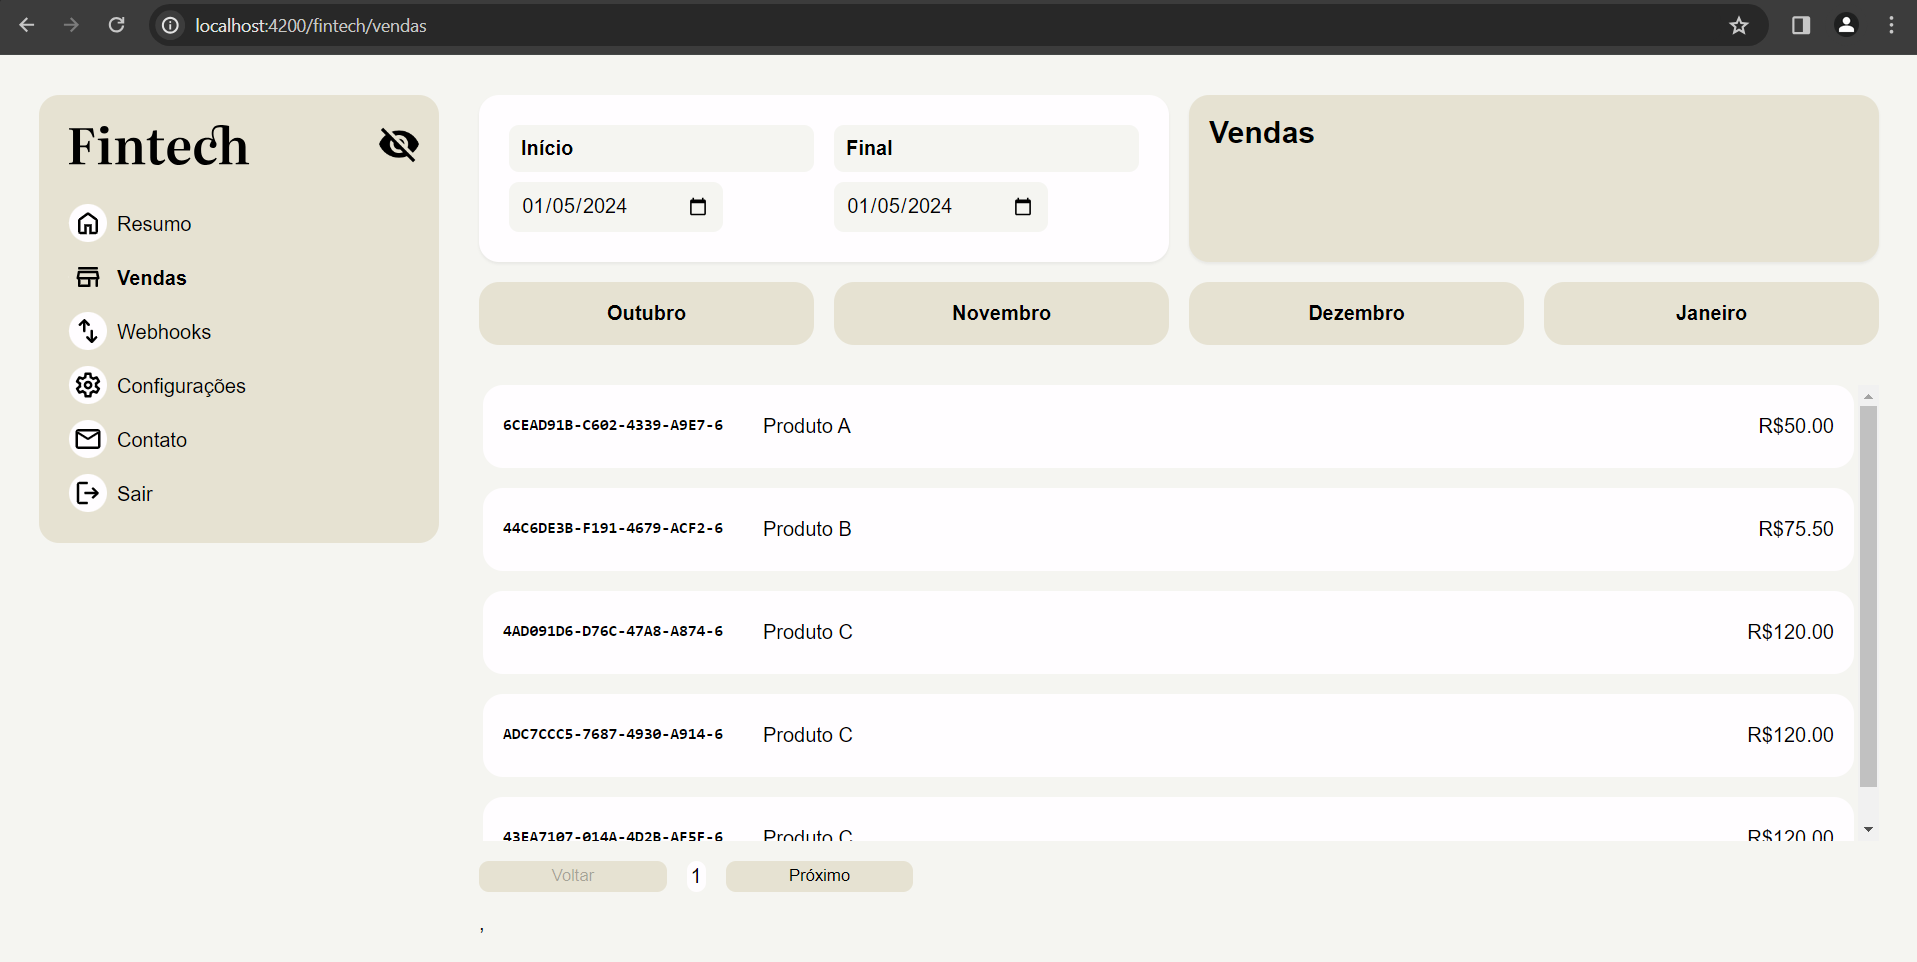 localhost:4200/fintech/vendas
Fintech
Resumo
Vendas
Webhooks
Configurações
Contato
Sair
Início
Final
01/05/2024
01/05/2024
Vendas
Outubro
Novembro
Dezembro
Janeiro
6CEAD91B-C602-4339-A9E7-6 Produto A R$50.00
44C6DE3B-F191-4679-ACF2-6 Produto B R$75.50
4AD091D6-D76C-47A8-A874-6 Produto C R$120.00
ADC7CCC5-7687-4930-A914-6 Produto C R$120.00
43EA7107-014A-4D2B-AF5F-6 Produto C R$120.00
Voltar 1 Próximo
,